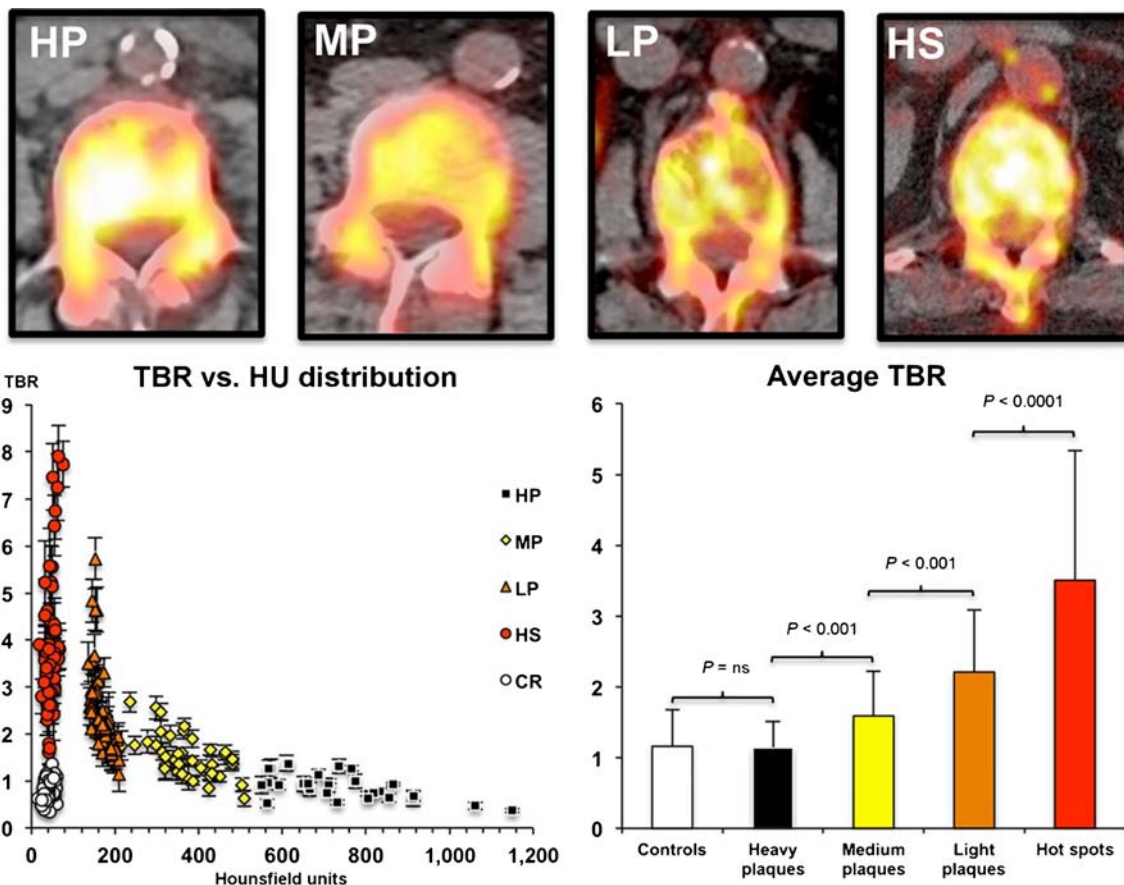 HP
MP
LP
HS
TBR
TBR vs. HU distribution
9
8
7
6
5
4
3
2
1
0
0
200
400
600
800
1,000
1,200
Hounsfield units
HP
MP
LP
HS
CR
Average TBR
6
5
4
3
2
1
0
P = ns
P < 0.001
P < 0.001
P < 0.0001
Controls
Heavy
plaques
Medium
plaques
Light
plaques
Hot spots